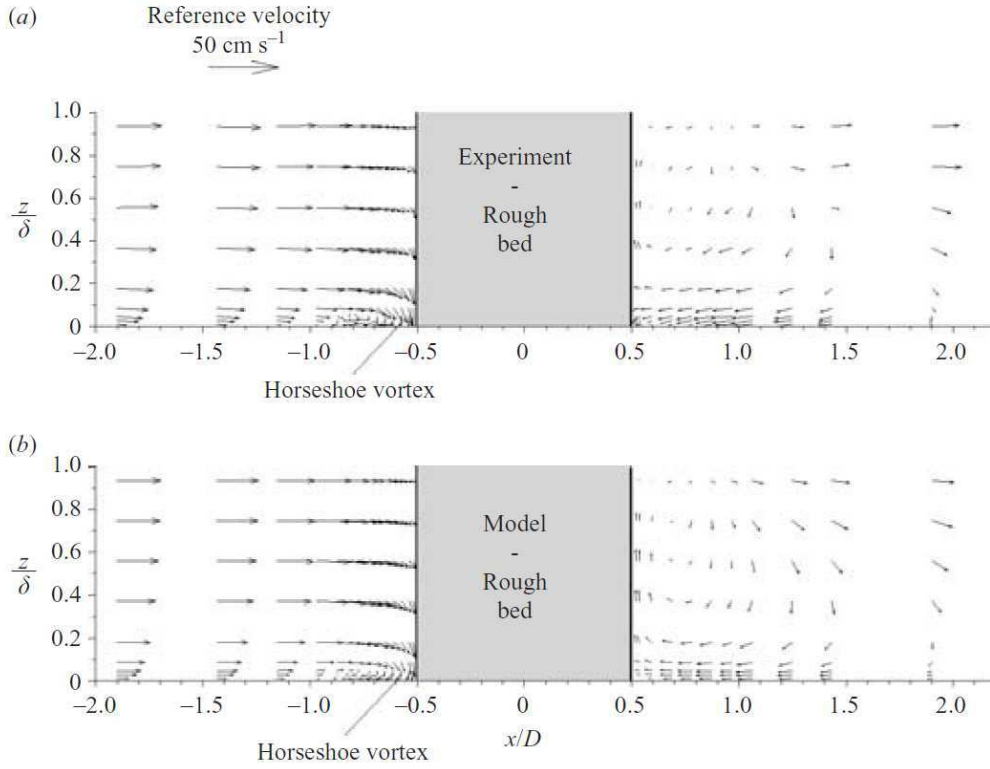 (a)
Reference velocity
50 cm s⁻¹
1.0
0.8
0.6
0.4
0.2
0
z/δ
Experiment
-
Rough
bed
–2.0 –1.5 –1.0 –0.5 0 0.5 1.0 1.5 2.0
Horseshoe vortex
(b)
1.0
0.8
0.6
0.4
0.2
0
z/δ
Model
-
Rough
bed
–2.0 –1.5 –1.0 –0.5 0 0.5 1.0 1.5 2.0
x/D
Horseshoe vortex